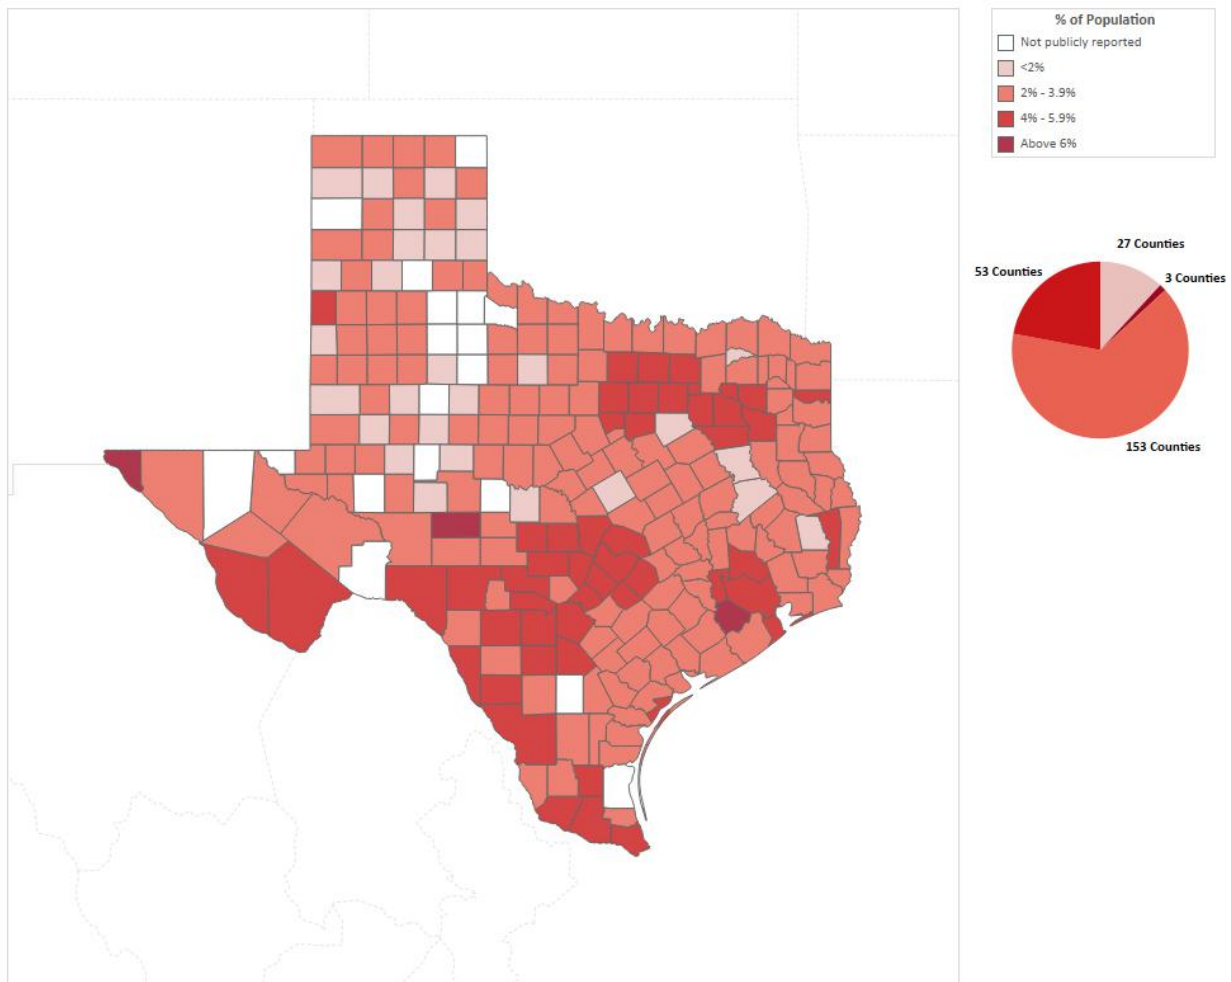 % of Population
Not publicly reported
<2%
2% - 3.9%
4% - 5.9%
Above 6%
27 Counties
53 Counties
3 Counties
153 Counties